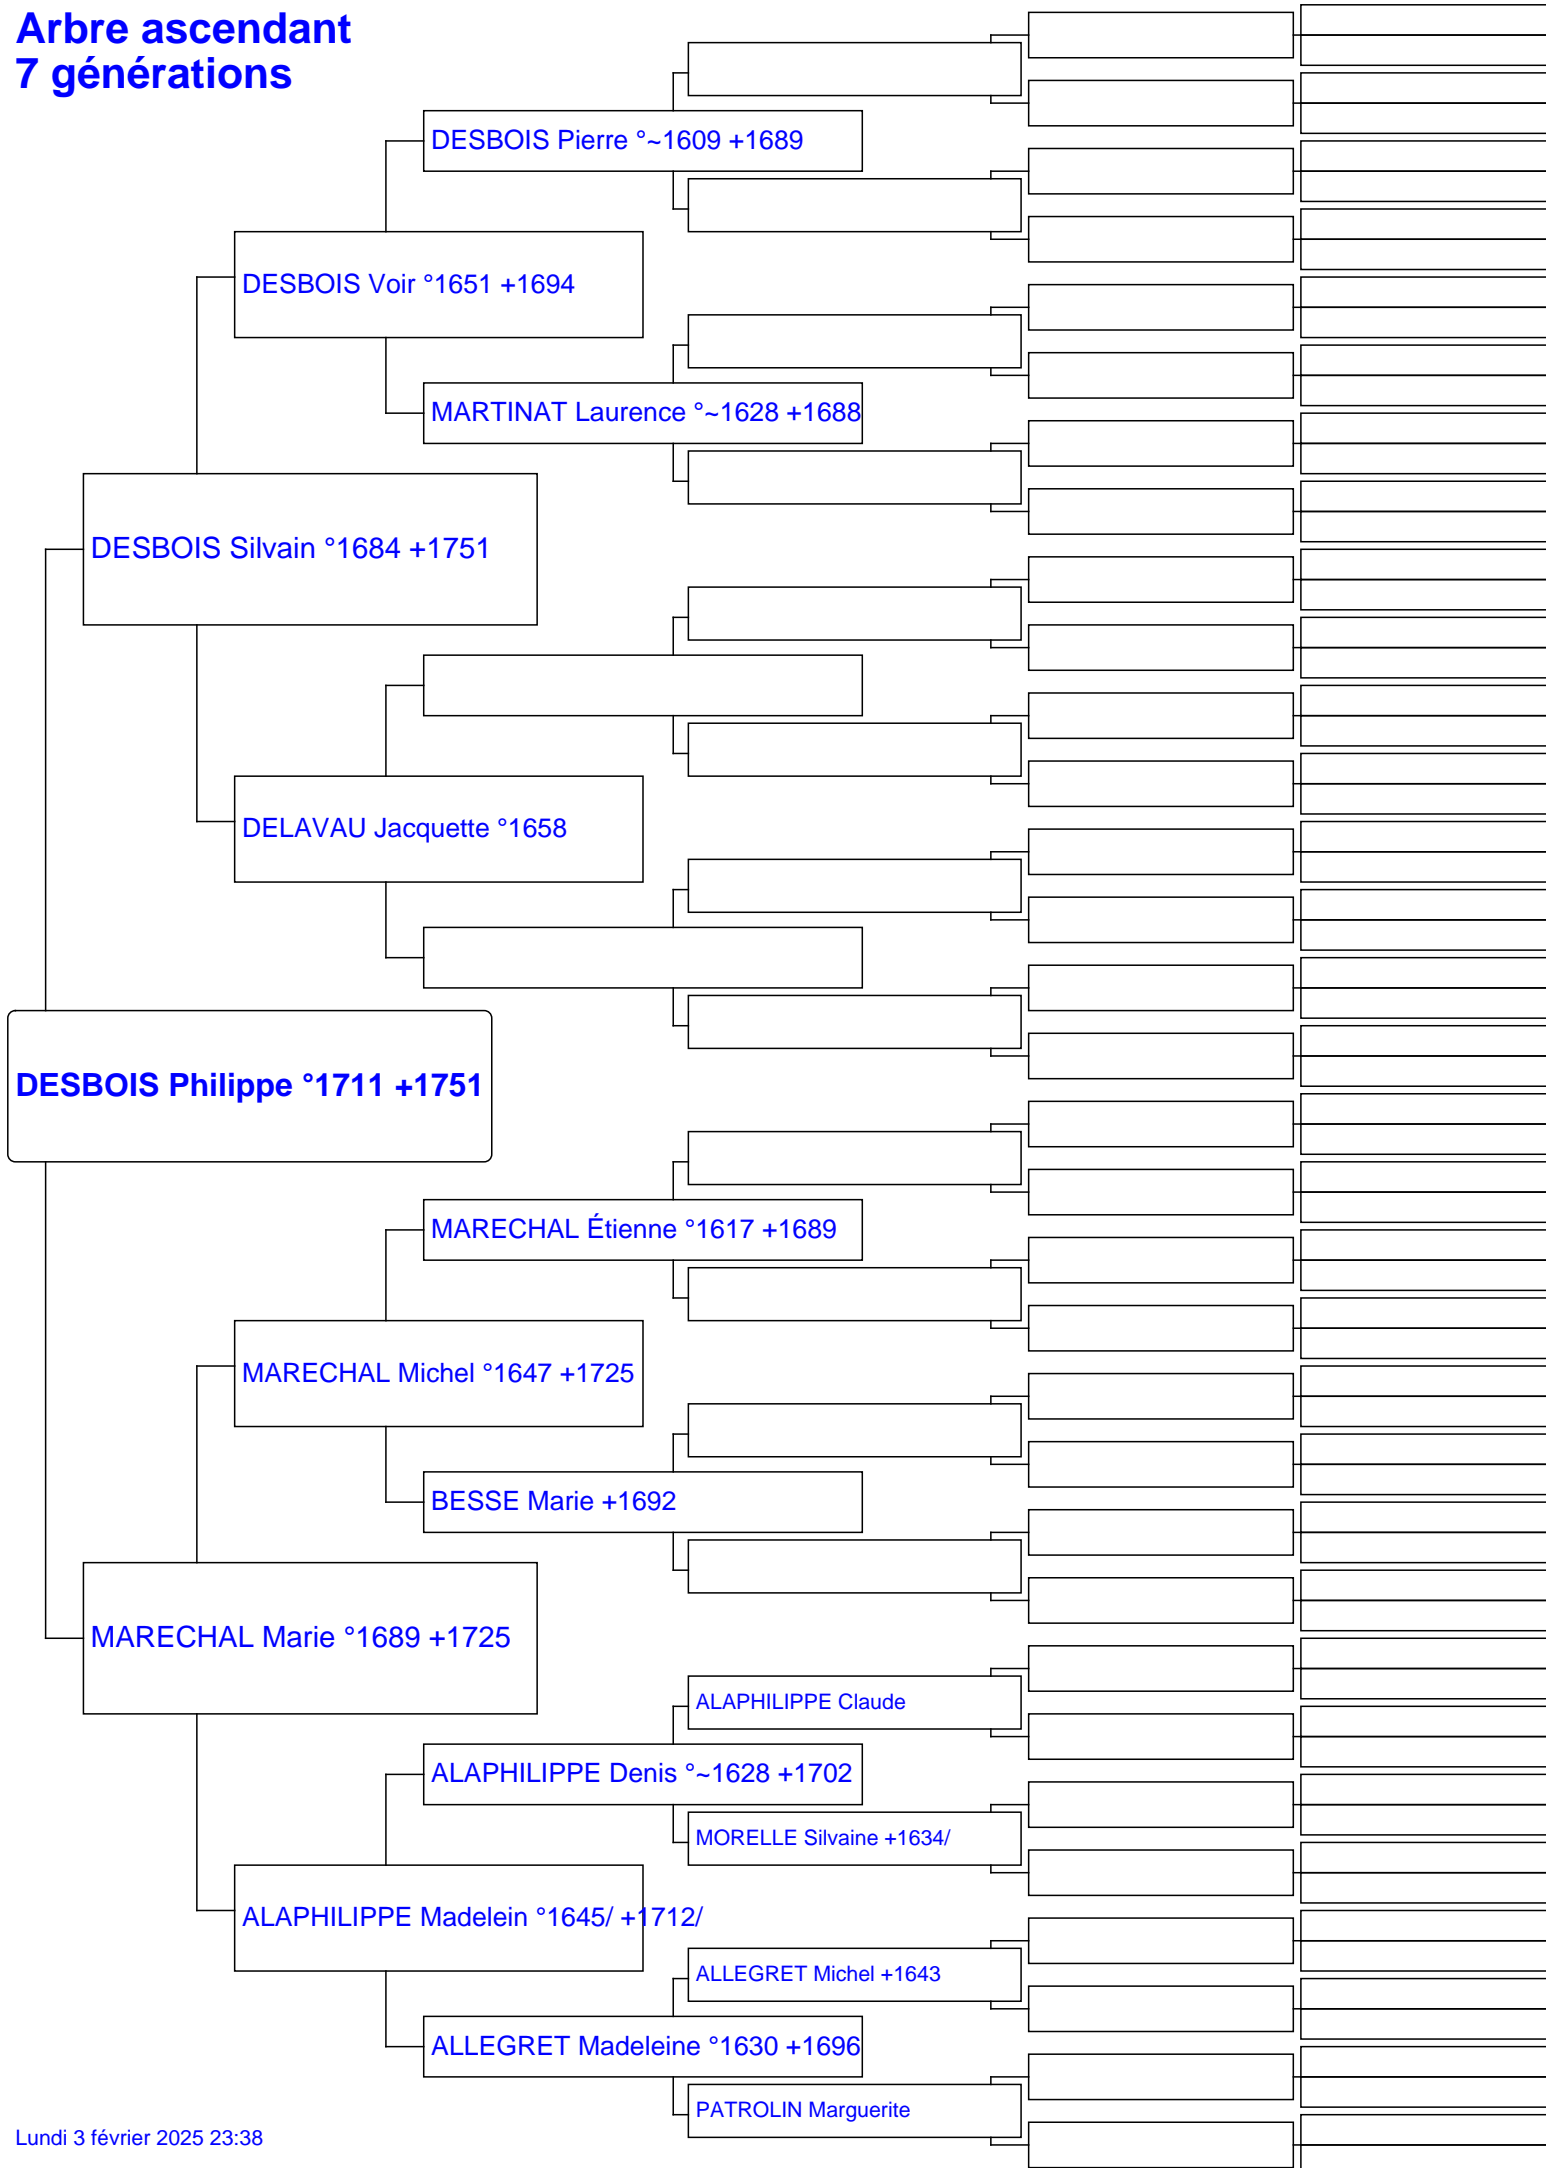 Arbre ascendant
7 générations
DESBOIS Pierre °~1609 +1689
DESBOIS Voir °1651 +1694
MARTINAT Laurence °~1628 +1688
DESBOIS Silvain °1684 +1751
DELAVAU Jacquette °1658
DESBOIS Philippe °1711 +1751
MARECHAL Étienne °1617 +1689
MARECHAL Michel °1647 +1725
BESSE Marie +1692
MARECHAL Marie °1689 +1725
ALAPHILIPPE Claude
ALAPHILIPPE Denis °~1628 +1702
MORELLE Silvaine +1634/
ALAPHILIPPE Madelein °1645/ +1712/
ALLEGRET Michel +1643
ALLEGRET Madeleine °1630 +1696
PATROLIN Marguerite
Lundi 3 février 2025 23:38